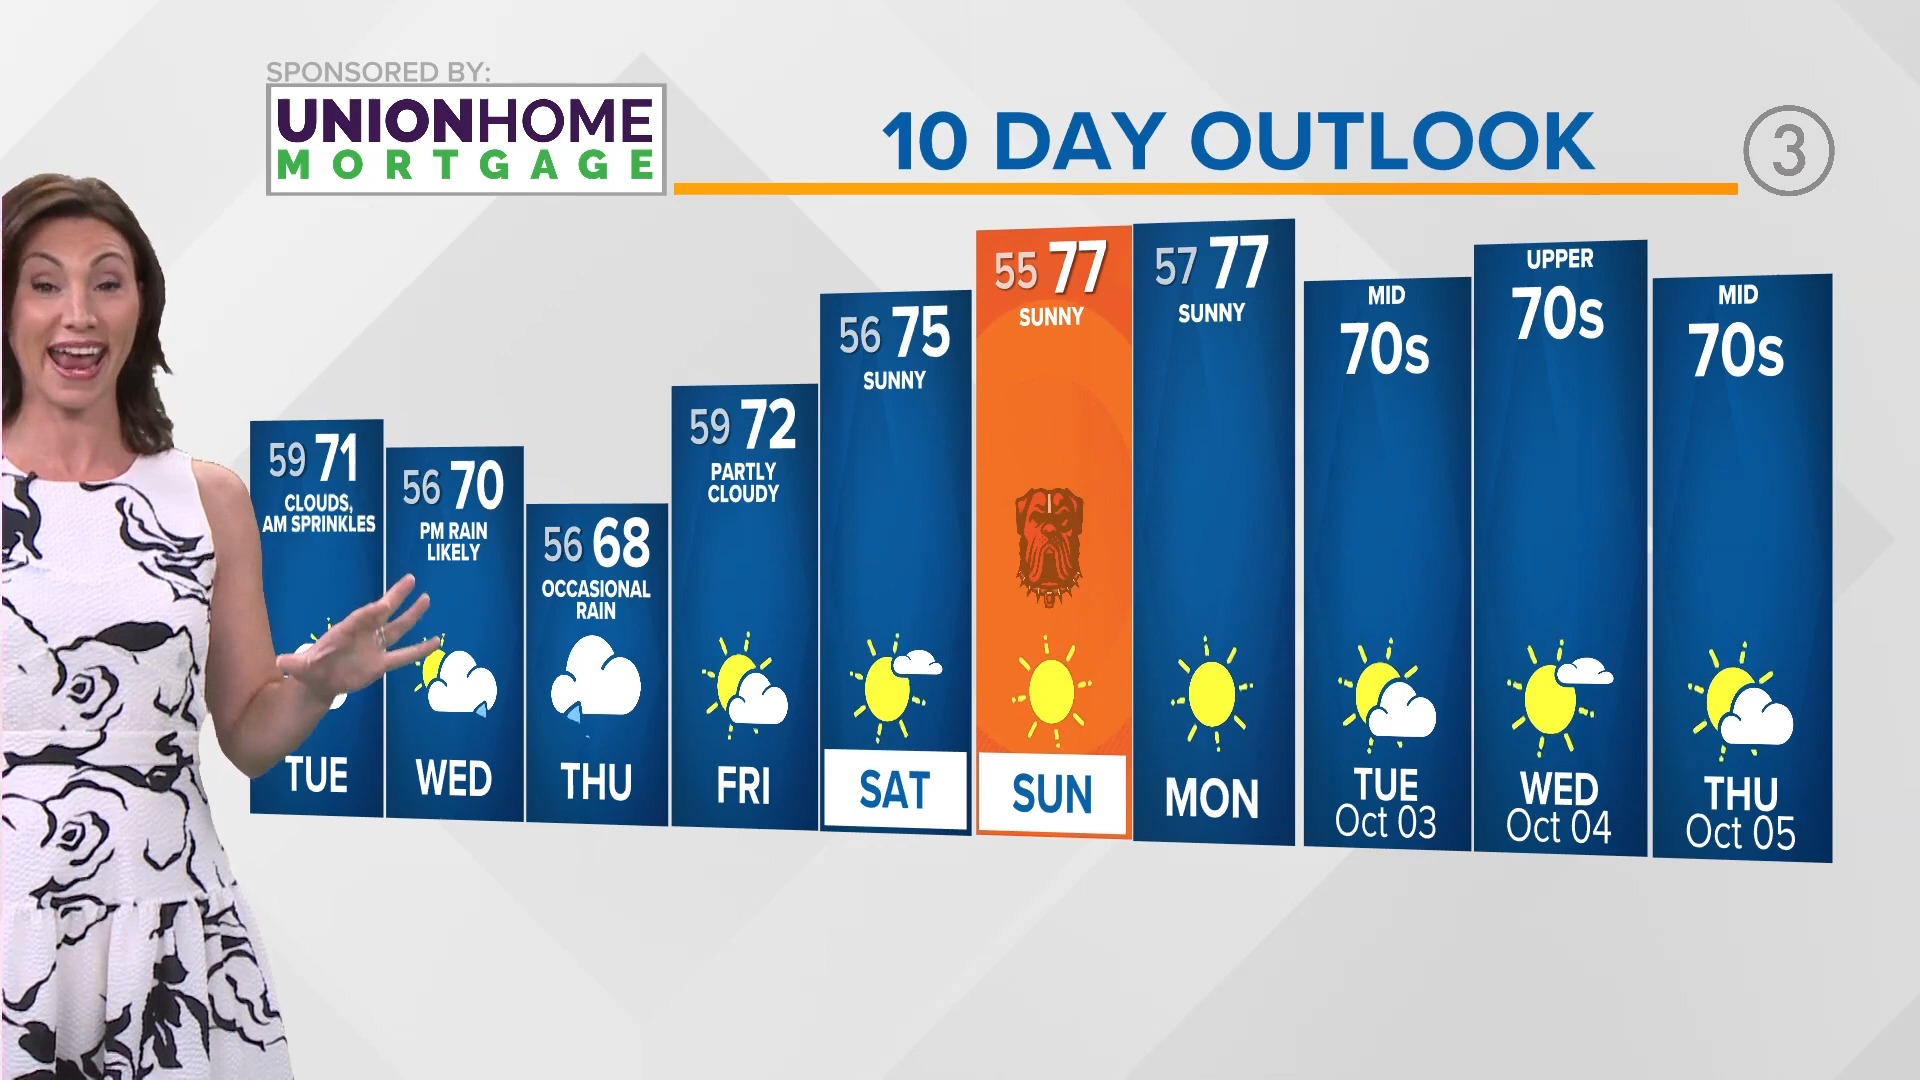 SPONSORED BY:
UNIONHOME
MORTGAGE
10 DAY OUTLOOK
3
59 71
CLOUDS,
AM SPRINKLES
TUE
56 70
PM RAIN
LIKELY
WED
56 68
OCCASIONAL
RAIN
THU
59 72
PARTLY
CLOUDY
FRI
56 75
SUNNY
SAT
55 77
SUNNY
SUN
57 77
SUNNY
MON
MID
70s
TUE
Oct 03
UPPER
70s
WED
Oct 04
MID
70s
THU
Oct 05